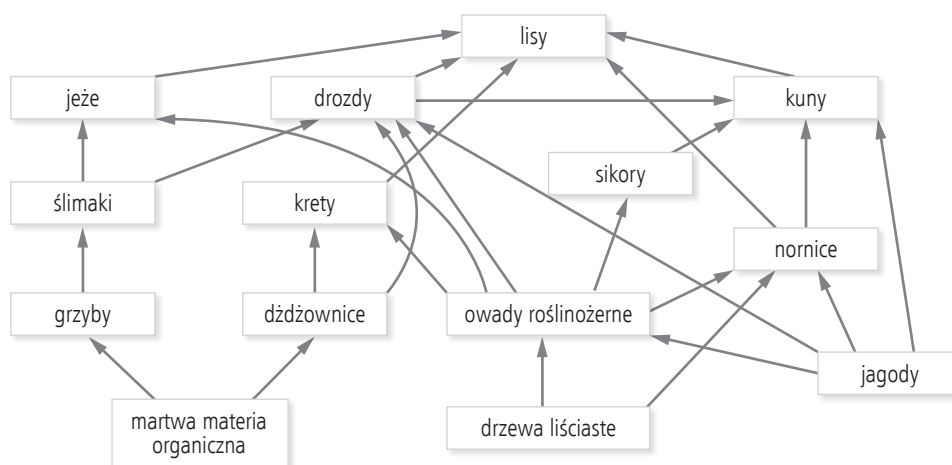 lisy
jeże
drozdy
kuny
sikory
ślimaki
krety
nornice
grzyby
dżdżownice
owady roślinożerne
jagody
martwa materia
organiczna
drzewa liściaste